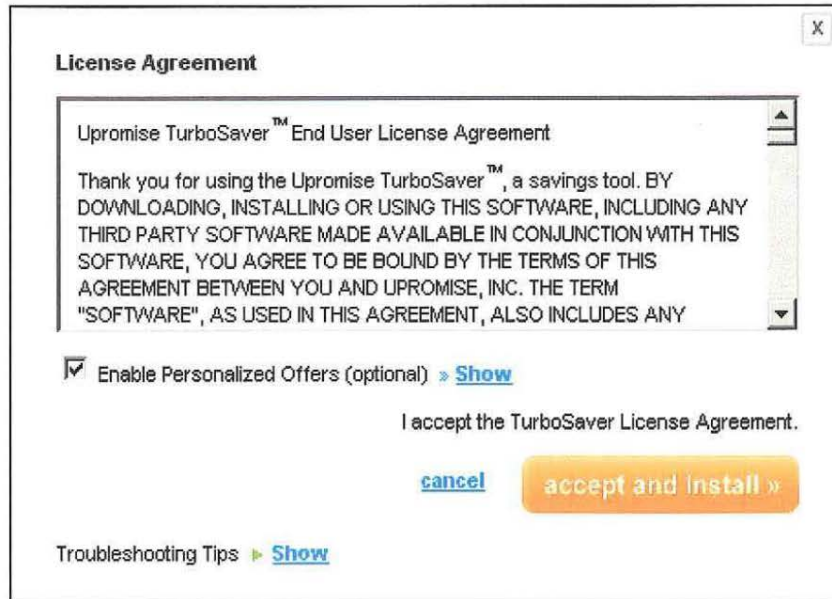 X
License Agreement
Upromise TurboSaver™ End User License Agreement
Thank you for using the Upromise TurboSaver™, a savings tool. BY
DOWNLOADING, INSTALLING OR USING THIS SOFTWARE, INCLUDING ANY
THIRD PARTY SOFTWARE MADE AVAILABLE IN CONJUNCTION WITH THIS
SOFTWARE, YOU AGREE TO BE BOUND BY THE TERMS OF THIS
AGREEMENT BETWEEN YOU AND UPROMISE, INC. THE TERM
"SOFTWARE", AS USED IN THIS AGREEMENT, ALSO INCLUDES ANY
Enable Personalized Offers (optional) » Show
I accept the TurboSaver License Agreement.
cancel accept and install »
Troubleshooting Tips ▶ Show